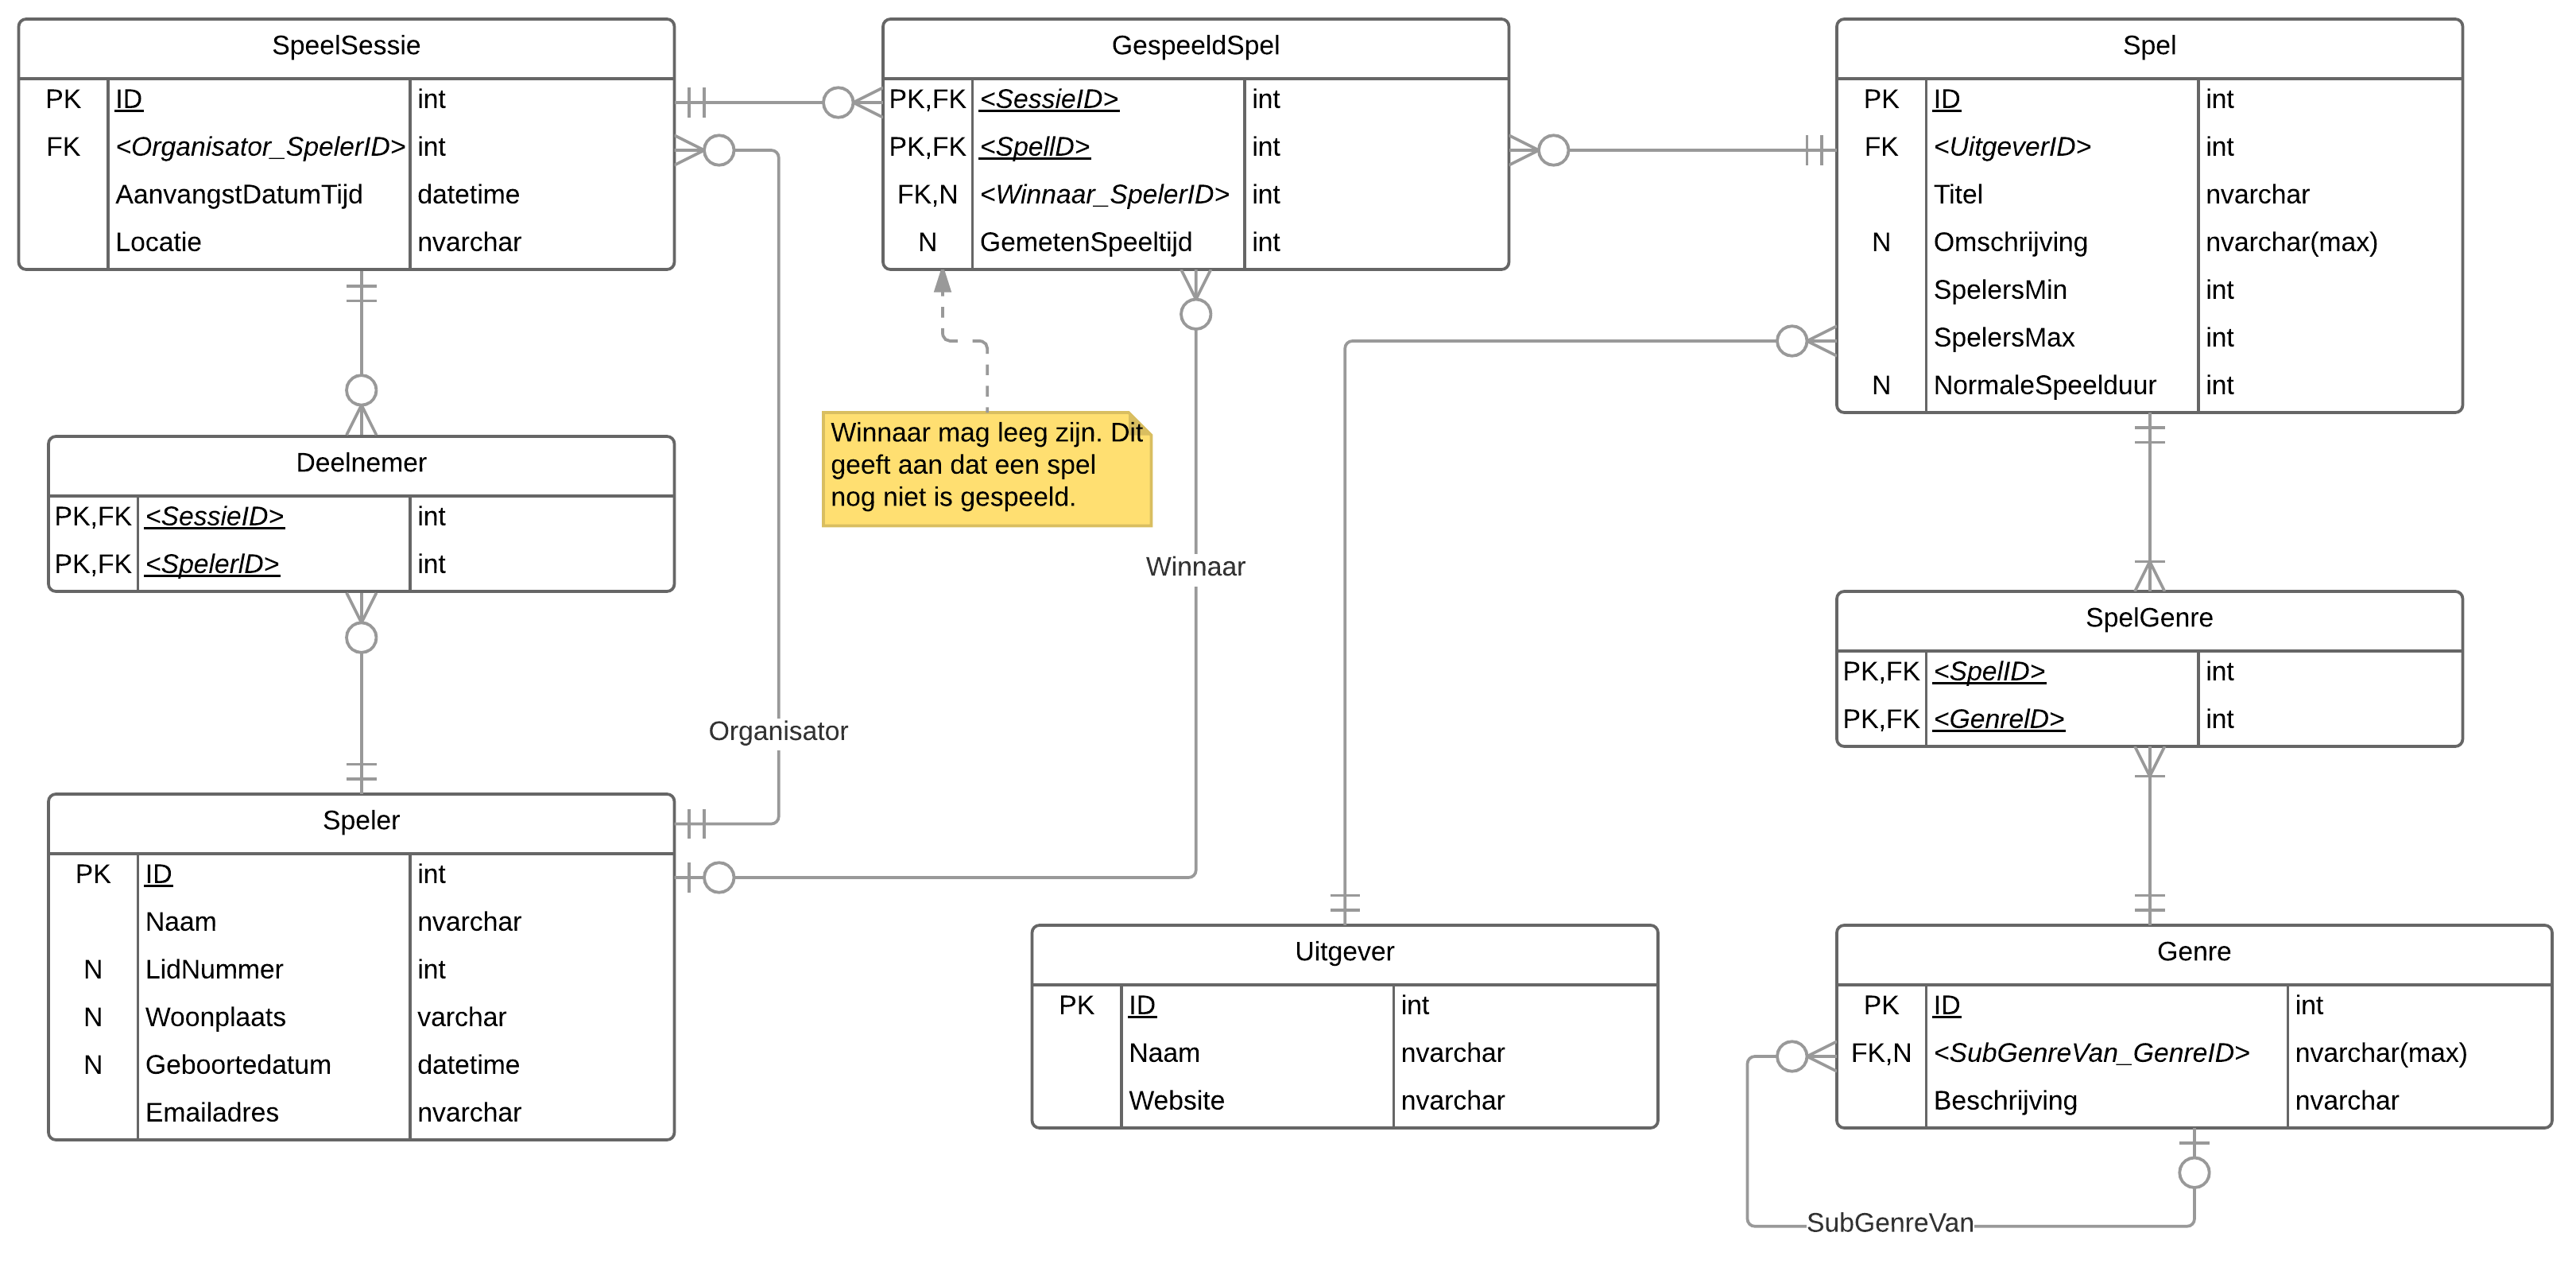 SpeelSessie
PK ID int
FK <Organisator_SpelerID> int
AanvangstDatumTijd datetime
Locatie nvarchar
GespeeldSpel
PK,FK <SessieID> int
PK,FK <SpelID> int
FK,N <Winnaar_SpelerID> int
N GemetenSpeeltijd int
Spel
PK ID int
FK <UitgeverID> int
Titel nvarchar
N Omschrijving nvarchar(max)
SpelersMin int
SpelersMax int
N NormaleSpeelduur int
Winnaar mag leeg zijn. Dit
geeft aan dat een spel
nog niet is gespeeld.
Deelnemer
PK,FK <SessieID> int
PK,FK <SpelerID> int
Winnaar
Organisator
SpelGenre
PK,FK <SpelID> int
PK,FK <GenreID> int
Speler
PK ID int
Naam nvarchar
N LidNummer int
N Woonplaats varchar
N Geboortedatum datetime
Emailadres nvarchar
Uitgever
PK ID int
Naam nvarchar
Website nvarchar
Genre
PK ID int
FK,N <SubGenreVan_GenreID> nvarchar(max)
Beschrijving nvarchar
SubGenreVan